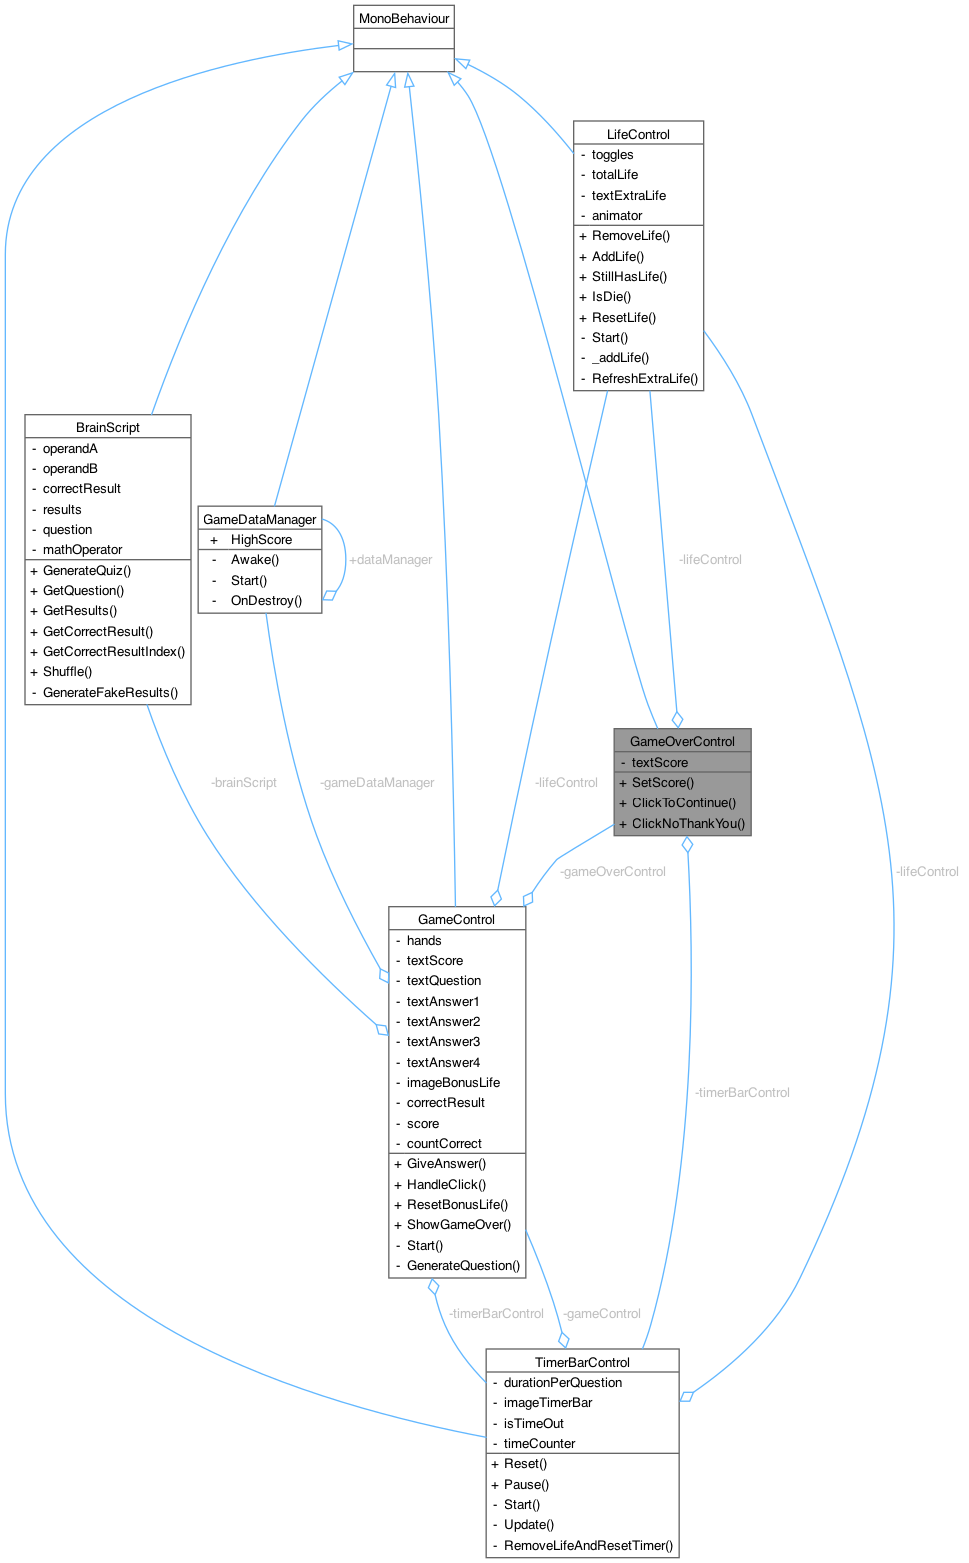 MonoBehaviour
LifeControl
- toggles
- totalLife
- textExtraLife
- animator
+ RemoveLife()
+ AddLife()
+ StillHasLife()
+ IsDie()
+ ResetLife()
- Start()
- _addLife()
- RefreshExtraLife()
BrainScript
- operandA
- operandB
- correctResult
- results
- question
- mathOperator
+ GenerateQuiz()
+ GetQuestion()
+ GetResults()
+ GetCorrectResult()
+ GetCorrectResultIndex()
+ Shuffle()
- GenerateFakeResults()
GameDataManager
+ HighScore
- Awake()
- Start()
- OnDestroy()
+dataManager
-lifeControl
GameOverControl
- textScore
+ SetScore()
+ ClickToContinue()
+ ClickNoThankYou()
-brainScript
-gameDataManager
-lifeControl
-gameOverControl
-lifeControl
GameControl
- hands
- textScore
- textQuestion
- textAnswer1
- textAnswer2
- textAnswer3
- textAnswer4
- imageBonusLife
- correctResult
- score
- countCorrect
+ GiveAnswer()
+ HandleClick()
+ ResetBonusLife()
+ ShowGameOver()
- Start()
- GenerateQuestion()
-timerBarControl
-timerBarControl
-gameControl
TimerBarControl
- durationPerQuestion
- imageTimerBar
- isTimeOut
- timeCounter
+ Reset()
+ Pause()
- Start()
- Update()
- RemoveLifeAndResetTimer()